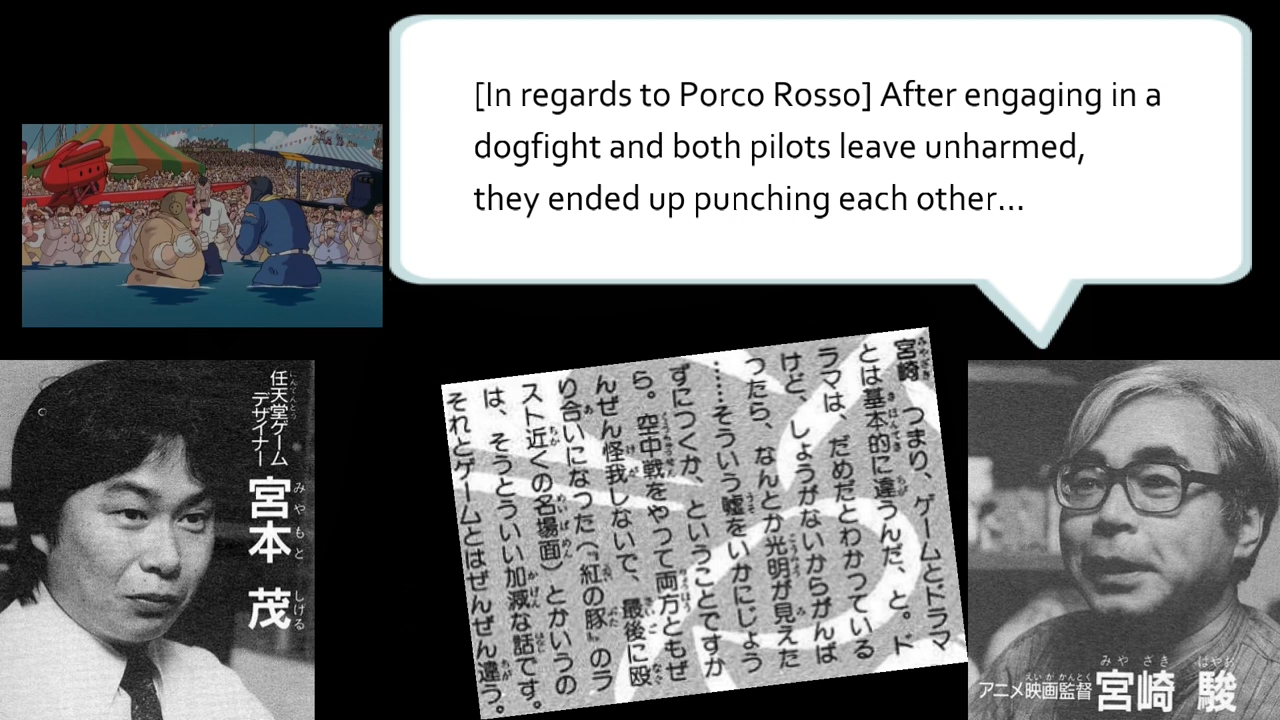 [In regards to Porco Rosso] After engaging in a
dogfight and both pilots leave unharmed,
they ended up punching each other...
任天堂ゲーム
デザイナー
宮本 茂
宮崎 つまり、ゲームとドラマ
とは基本的に違うんだ、と。ド
ラマは、だめだとわかっている
けど、しょうがないからがんば
ったら、なんとか光明が見えた
……そういう嘘をいかにじょう
ずにつくか、ということですか
ら。空中戦をやって両方ともぜ
んぜん怪我しないで、最後に殴
り合いになった(『紅の豚』のラ
スト近くの名場面)とかいうの
は、そうとういい加減な話です。
それとゲームとはぜんぜん違う。
アニメ映画監督 宮崎 駿